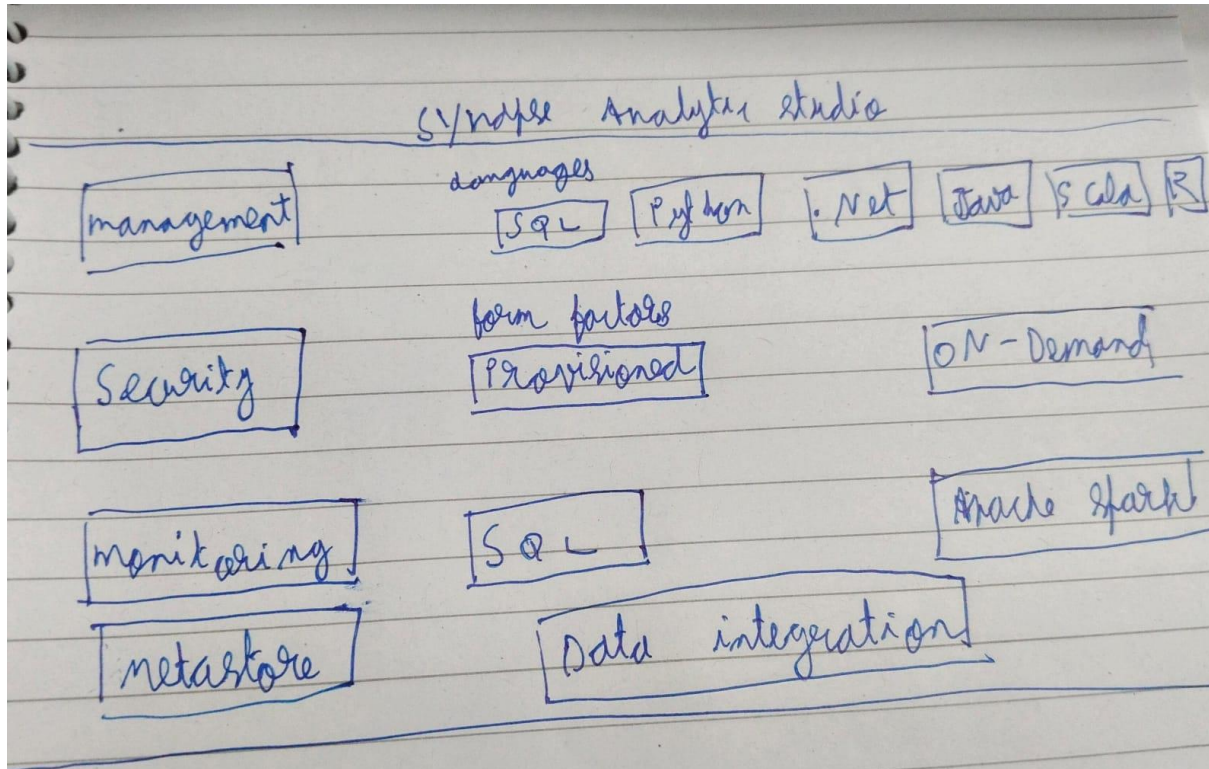 Synapse Analytic studio
Languages
management SQL Python .Net Java Scala R
form factors
Security Provisioned ON-Demand
monitoring SQL Apache Spark
metastore Data integration